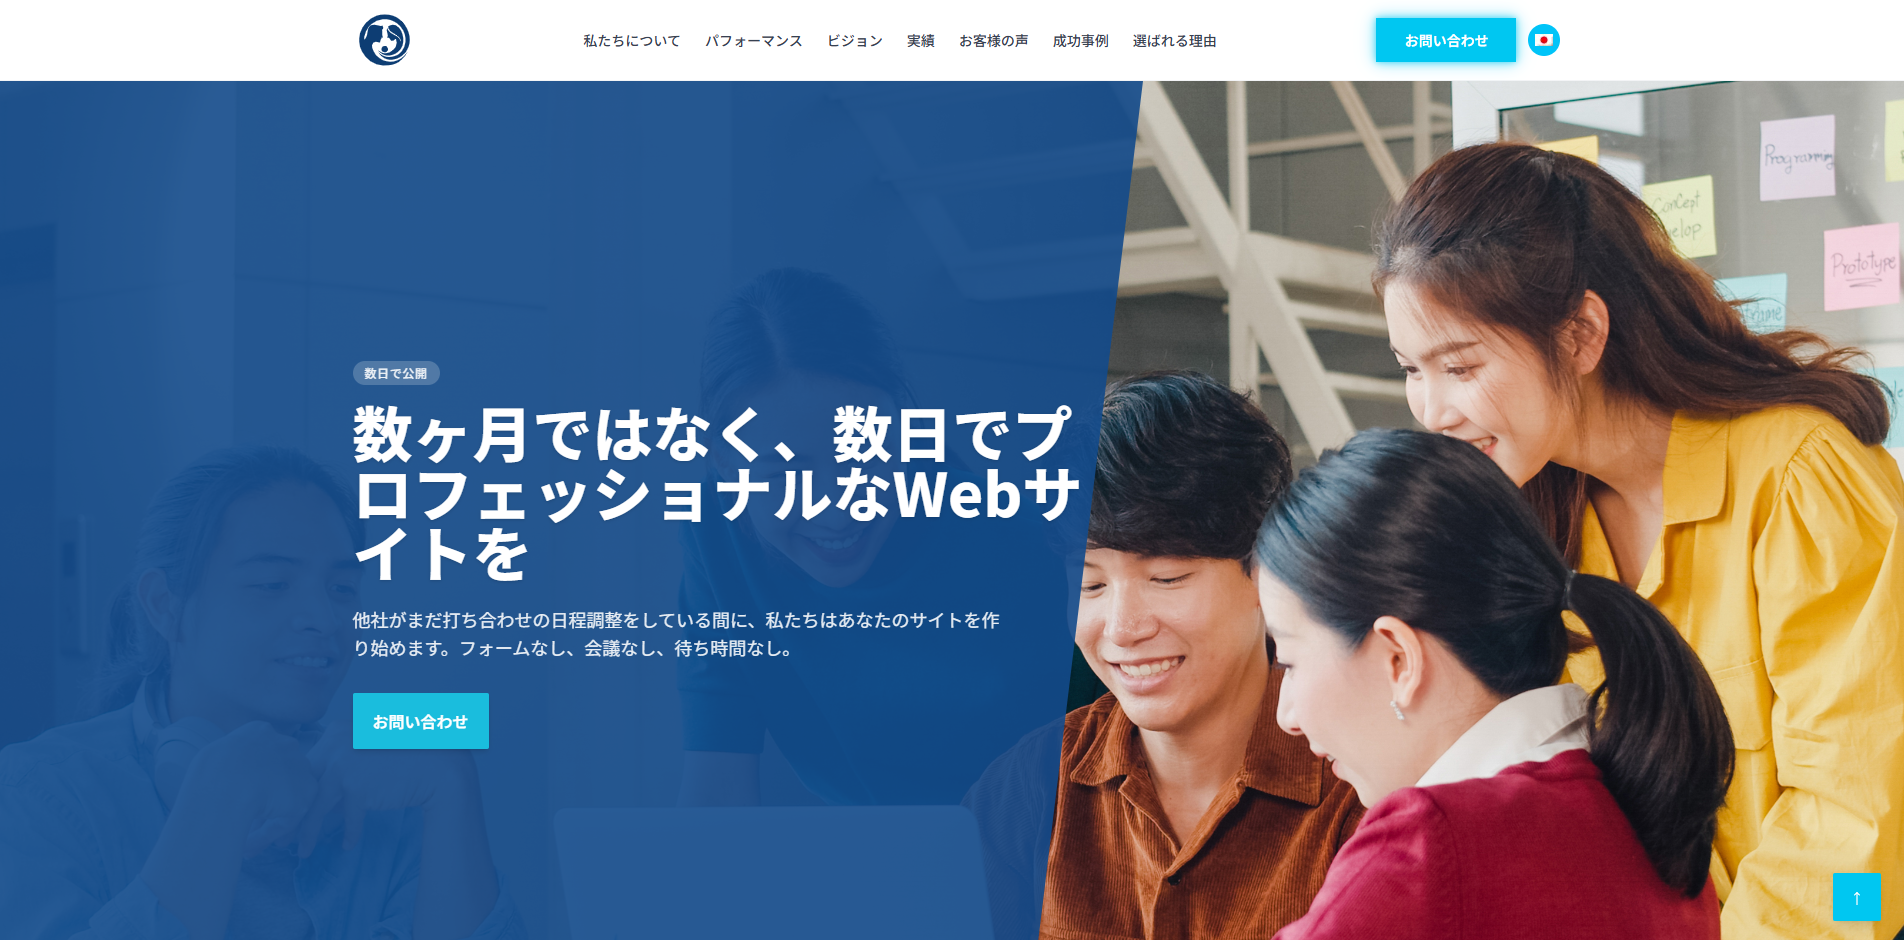 私たちについて パフォーマンス ビジョン 実績 お客様の声 成功事例 選ばれる理由
お問い合わせ
Programming
Concept
Prototype
数日で公開
数ヶ月ではなく、数日でプ
ロフェッショナルなWebサ
イトを
他社がまだ打ち合わせの日程調整をしている間に、私たちはあなたのサイトを作
り始めます。フォームなし、会議なし、待ち時間なし。
お問い合わせ
↑